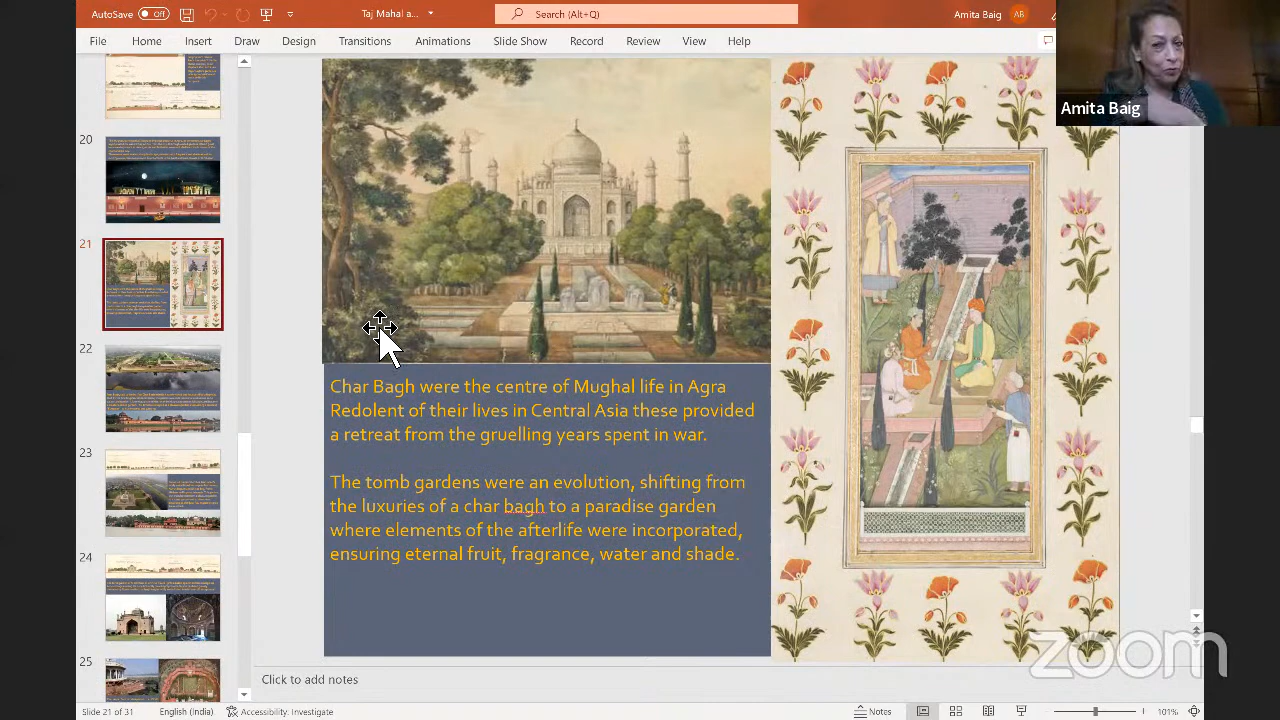 AutoSave Off Taj Mahal a... Search (Alt+Q) Amita Baig AB
File Home Insert Draw Design Transitions Animations Slide Show Record Review View Help
Amita Baig
20
21
22
23
24
25
Char Bagh were the centre of Mughal life in Agra
Redolent of their lives in Central Asia these provided
a retreat from the gruelling years spent in war.
The tomb gardens were an evolution, shifting from
the luxuries of a char bagh to a paradise garden
where elements of the afterlife were incorporated,
ensuring eternal fruit, fragrance, water and shade.
zoom
Click to add notes
Slide 21 of 31 English (India) Accessibility: Investigate Notes 101%